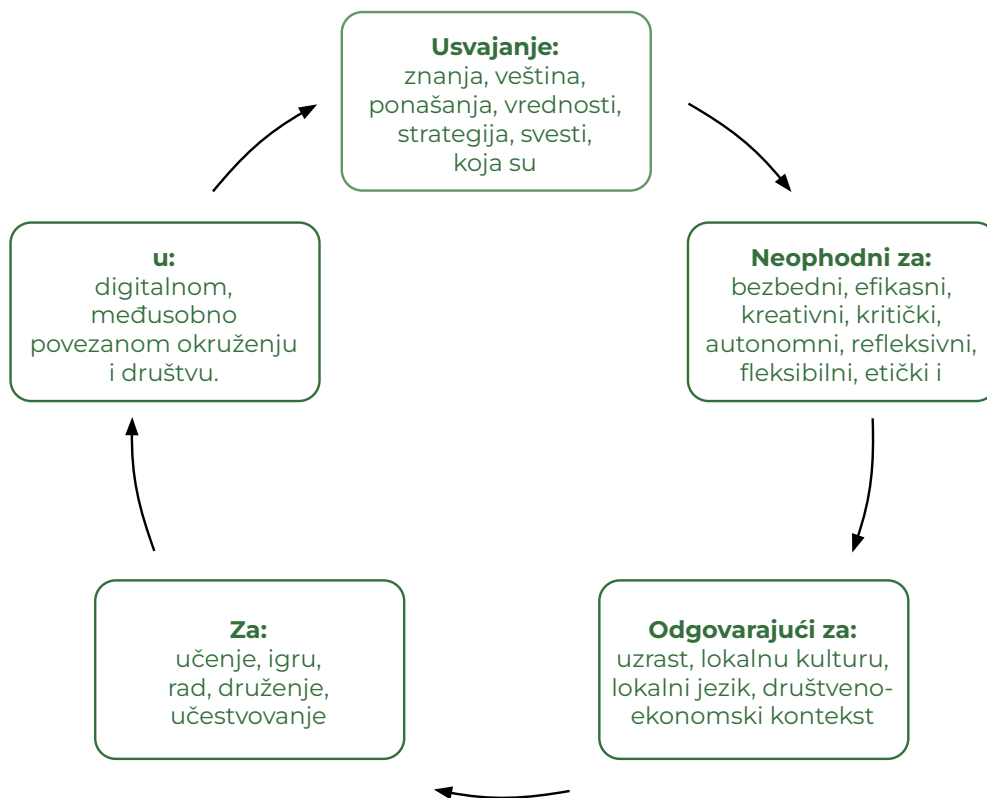 Usvajanje:
znanja, veština,
ponašanja, vrednosti,
strategija, svesti,
koja su
Neophodni za:
bezbedni, efikasni,
kreativni, kritički,
autonomni, refleksivni,
fleksibilni, etički i
Odgovarajući za:
uzrast, lokalnu kulturu,
lokalni jezik, društveno-
ekonomski kontekst
Za:
učenje, igru,
rad, druženje,
učestvovanje
u:
digitalnom,
međusobno
povezanom okruženju
i društvu.